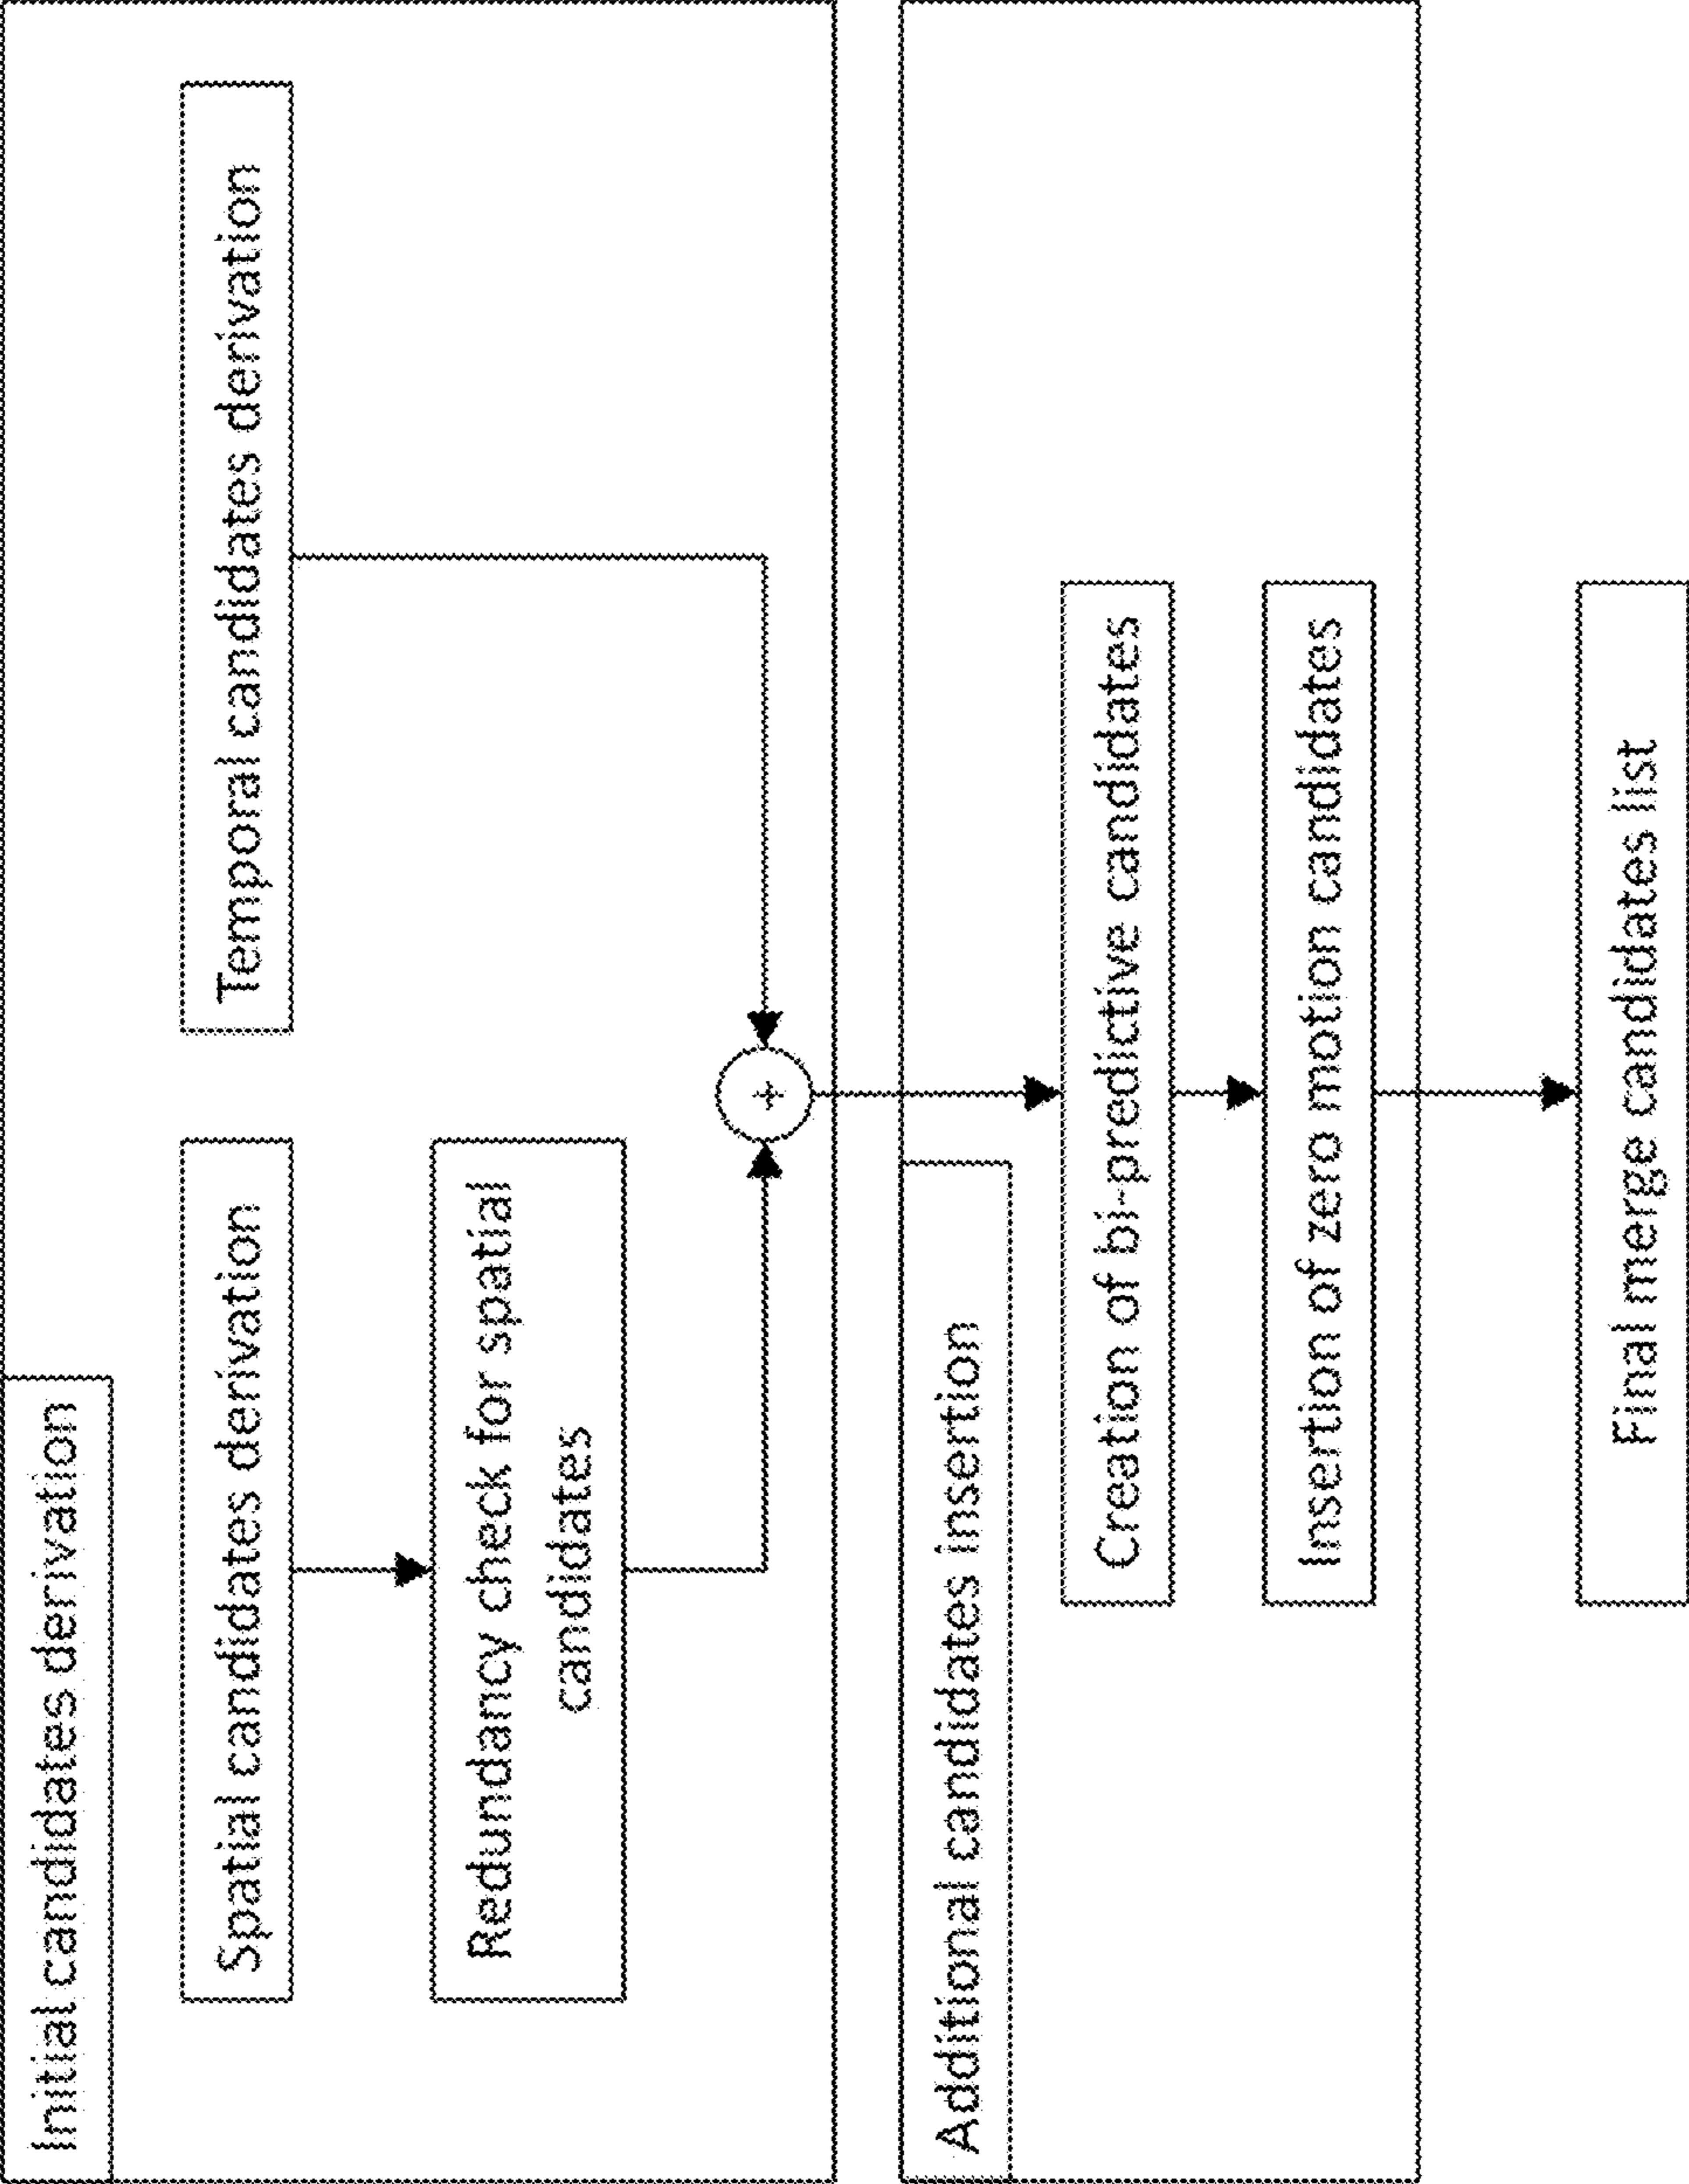 Initial candidates derivation
Spatial candidates derivation
Temporal candidates derivation
Redundancy check for spatial
candidates
+
Additional candidates insertion
Creation of bi-predictive candidates
Insertion of zero motion candidates
Final merge candidates list